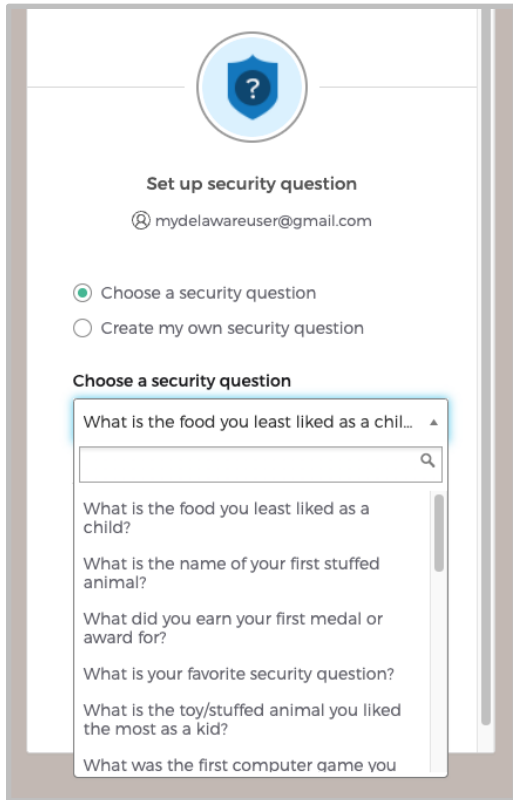 ?
Set up security question
mydelawareuser@gmail.com
Choose a security question
Create my own security question
Choose a security question
What is the food you least liked as a chil...
What is the food you least liked as a
child?
What is the name of your first stuffed
animal?
What did you earn your first medal or
award for?
What is your favorite security question?
What is the toy/stuffed animal you liked
the most as a kid?
What was the first computer game you